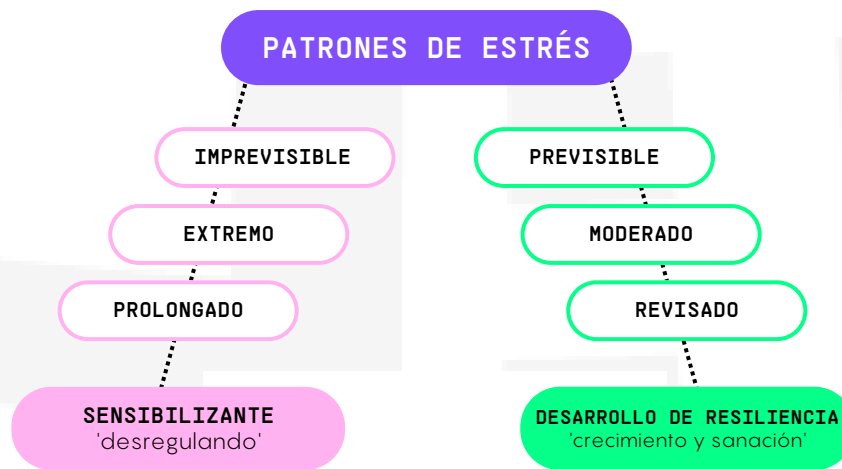 PATRONES DE ESTRÉS
IMPREVISIBLE
EXTREMO
PROLONGADO
SENSIBILIZANTE
'desregulando'
PREVISIBLE
MODERADO
REVISADO
DESARROLLO DE RESILIENCIA
'crecimiento y sanación'